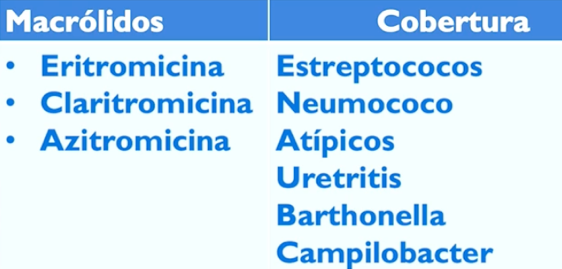 Macrólidos Cobertura
• Eritromicina Estreptococos
• Claritromicina Neumococo
• Azitromicina Atípicos
Uretritis
Barthonella
Campilobacter